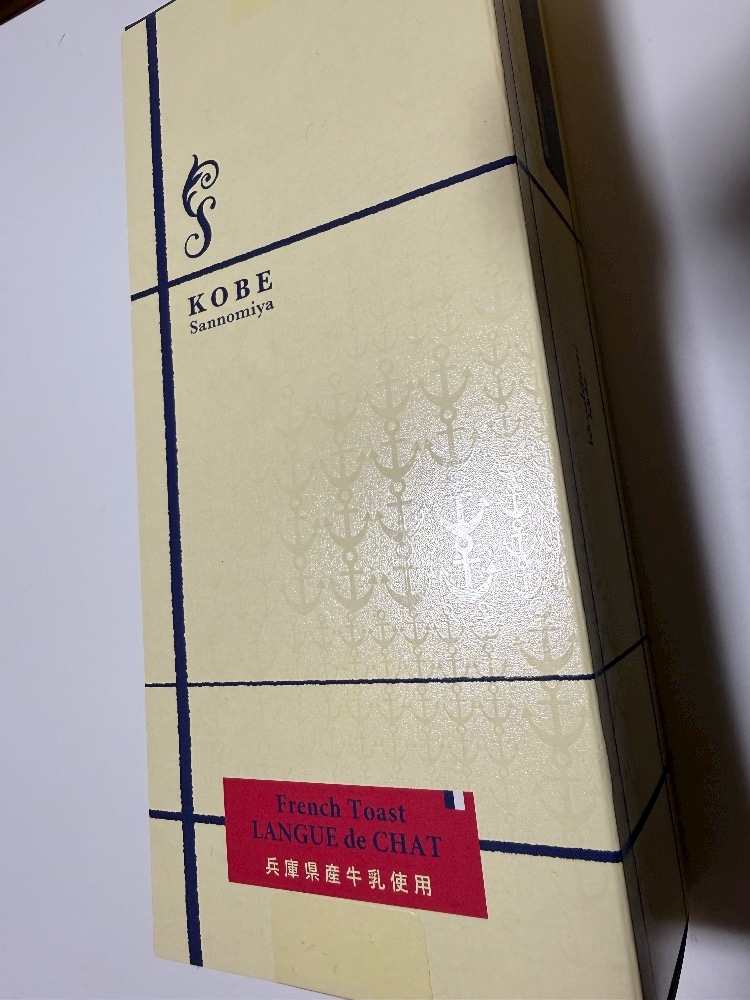 KOBE
Sannomiya
French Toast
LANGUE de CHAT
兵庫県産牛乳使用